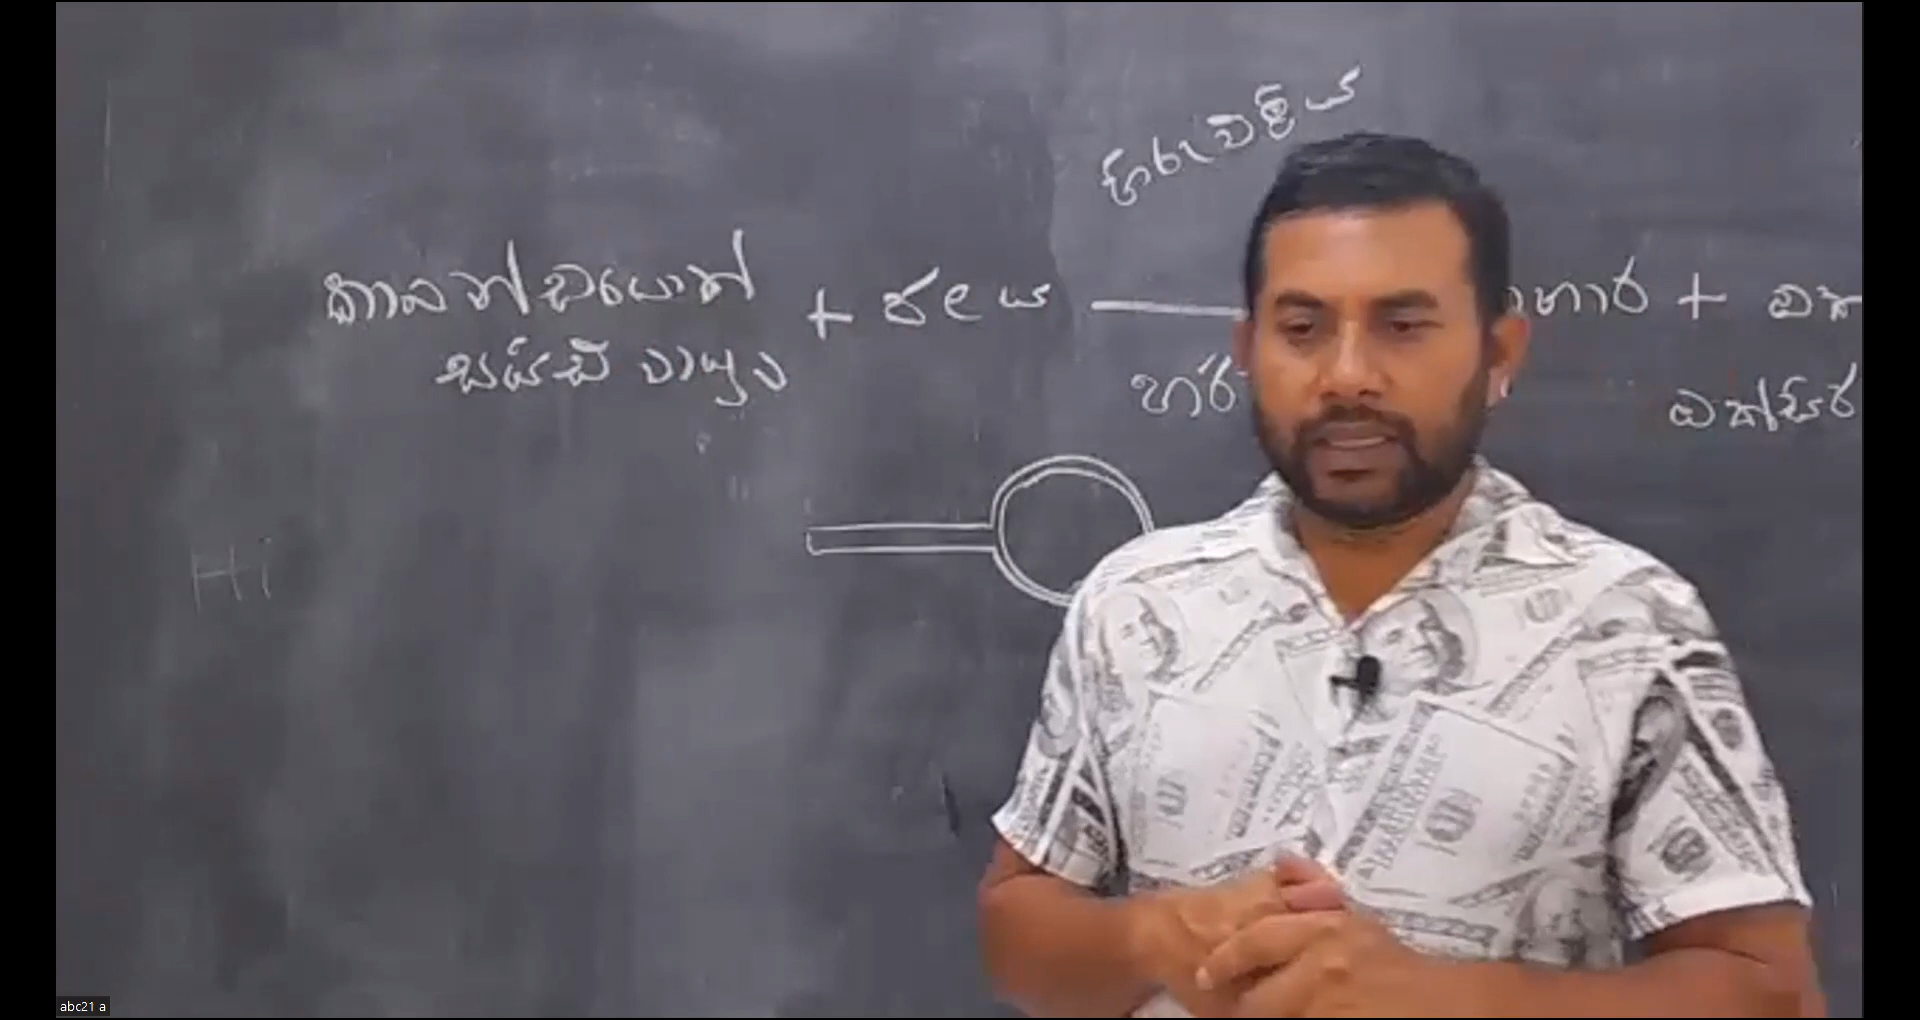 හිරු එළිය
කාබන් ඩයොක් + ජලය හාර +
සයිඩ් වායුව
Hi
abc21 a